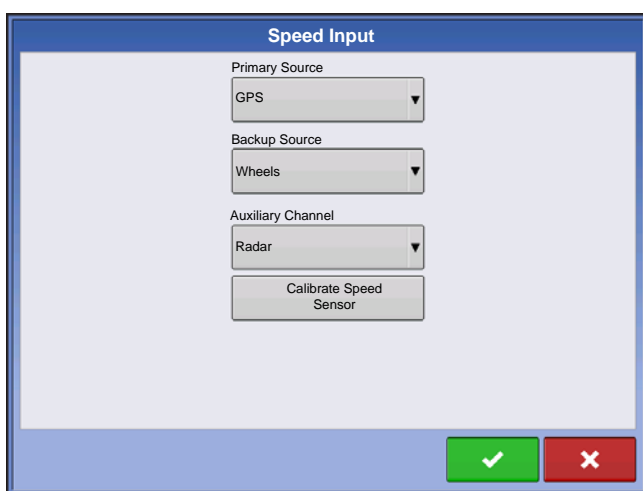 Speed Input
Primary Source
GPS
Backup Source
Wheels
Auxiliary Channel
Radar
Calibrate Speed
Sensor